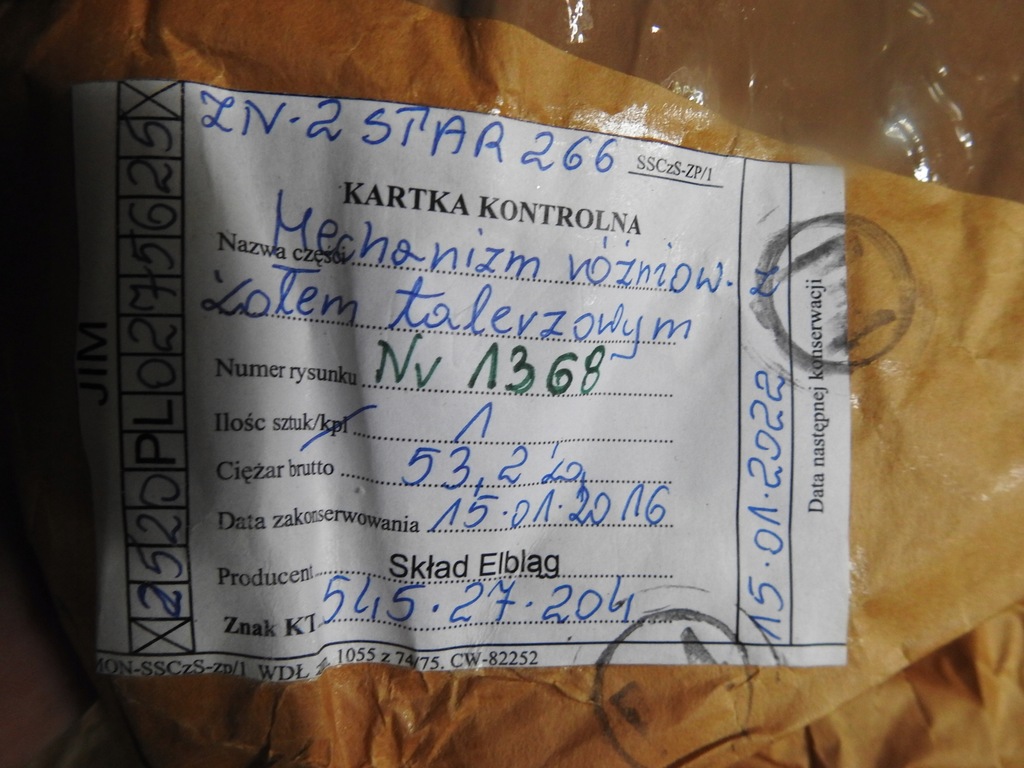 ZN-2 STAR 266
SSCzS-ZP/1
KARTKA KONTROLNA
Nazwa części Mechanizm różnicow. z
kołem talerzowym
Numer rysunku Nr 1368
Ilość sztuk/kpl 1
Ciężar brutto 53,2 kg
Data zakonserwowania 15.01.2016
Producent Skład Elbląg
Znak KT 545.27.204
MON-SSCzS-zp/1 WDŁ z. 1055 z 74/75. CW-82252
JIM
X2520PL0275625X
15.01.2022
Data następnej konserwacji